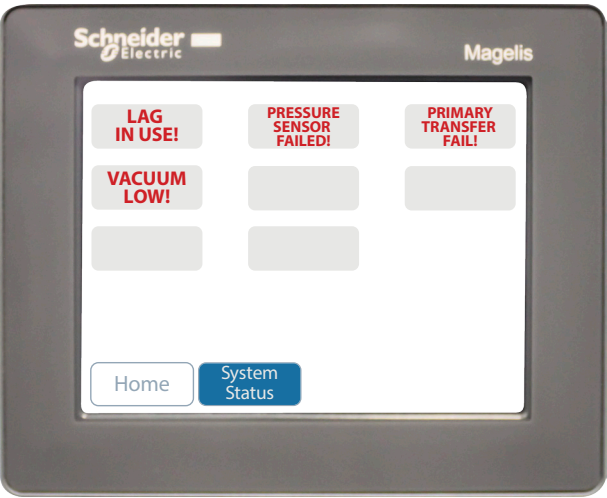 Schneider
Electric
Magelis
LAG
IN USE!
PRESSURE
SENSOR
FAILED!
PRIMARY
TRANSFER
FAIL!
VACUUM
LOW!
Home
System
Status